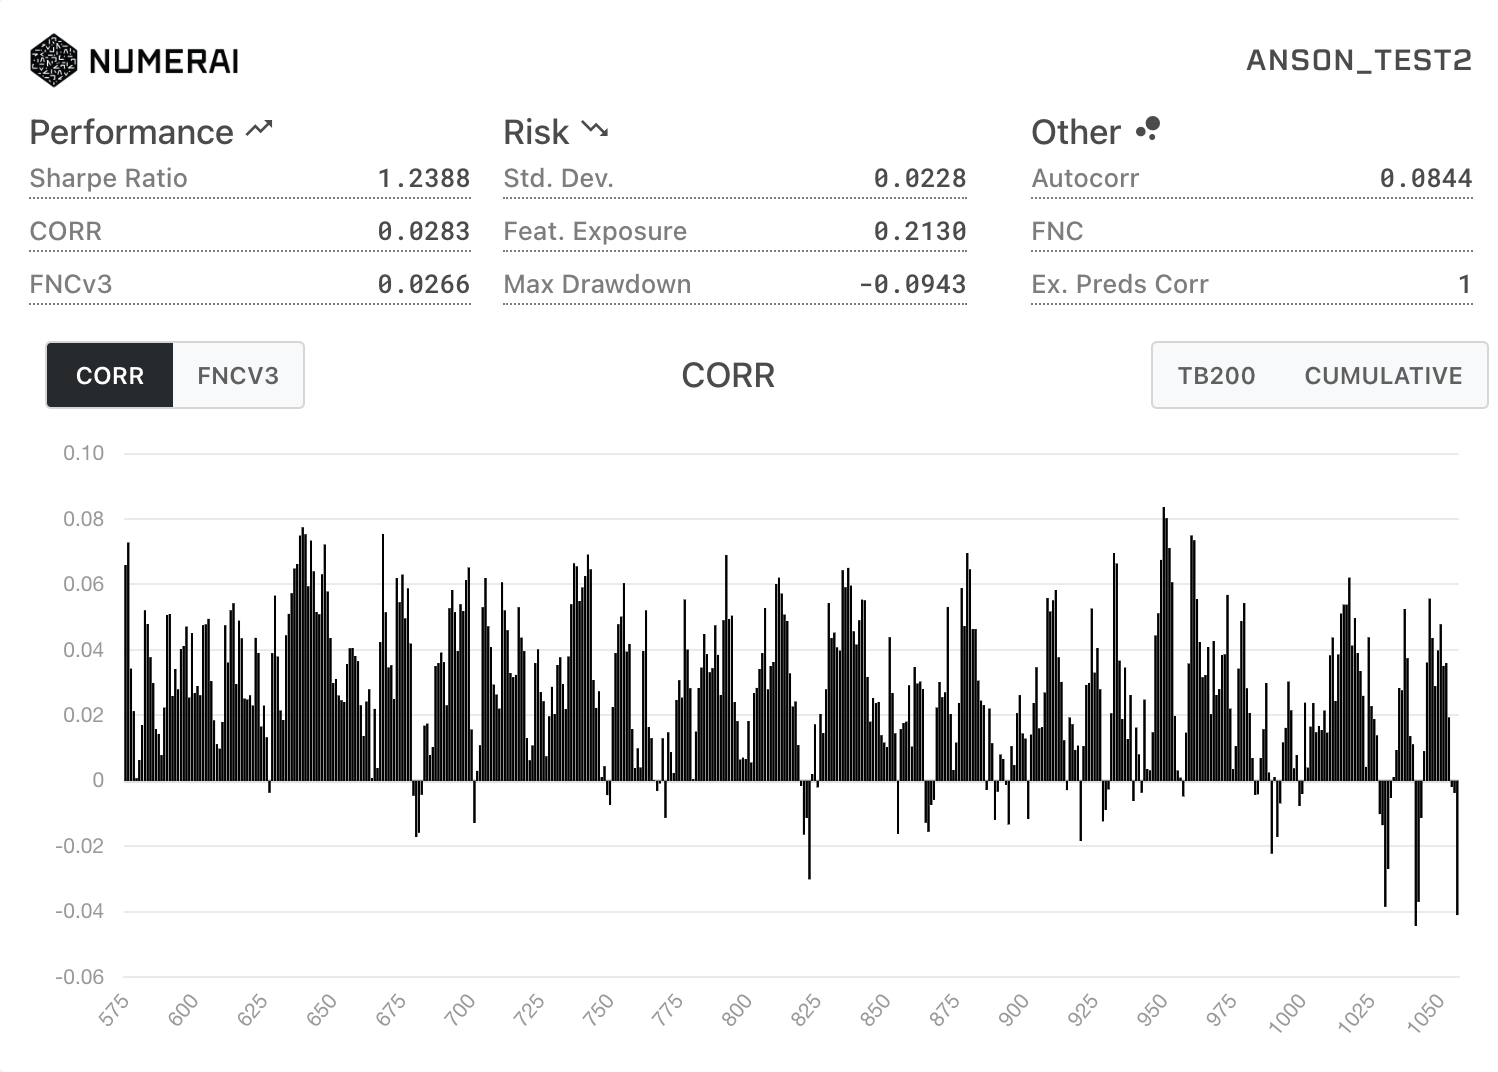 NUMERAI
ANSON_TEST2
Performance
Sharpe Ratio 1.2388
CORR 0.0283
FNCv3 0.0266
Risk
Std. Dev. 0.0228
Feat. Exposure 0.2130
Max Drawdown -0.0943
Other
Autocorr 0.0844
FNC
Ex. Preds Corr 1
CORR FNCV3
CORR
TB200 CUMULATIVE
0.10
0.08
0.06
0.04
0.02
0
-0.02
-0.04
-0.06
575 600 625 650 675 700 725 750 775 800 825 850 875 900 925 950 975 1000 1025 1050